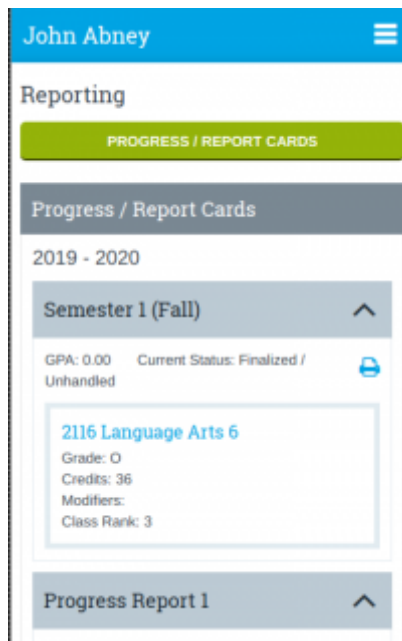 John Abney
Reporting
PROGRESS / REPORT CARDS
Progress / Report Cards
2019 - 2020
Semester 1 (Fall)
GPA: 0.00 Current Status: Finalized /
Unhandled
2116 Language Arts 6
Grade: O
Credits: 36
Modifiers:
Class Rank: 3
Progress Report 1